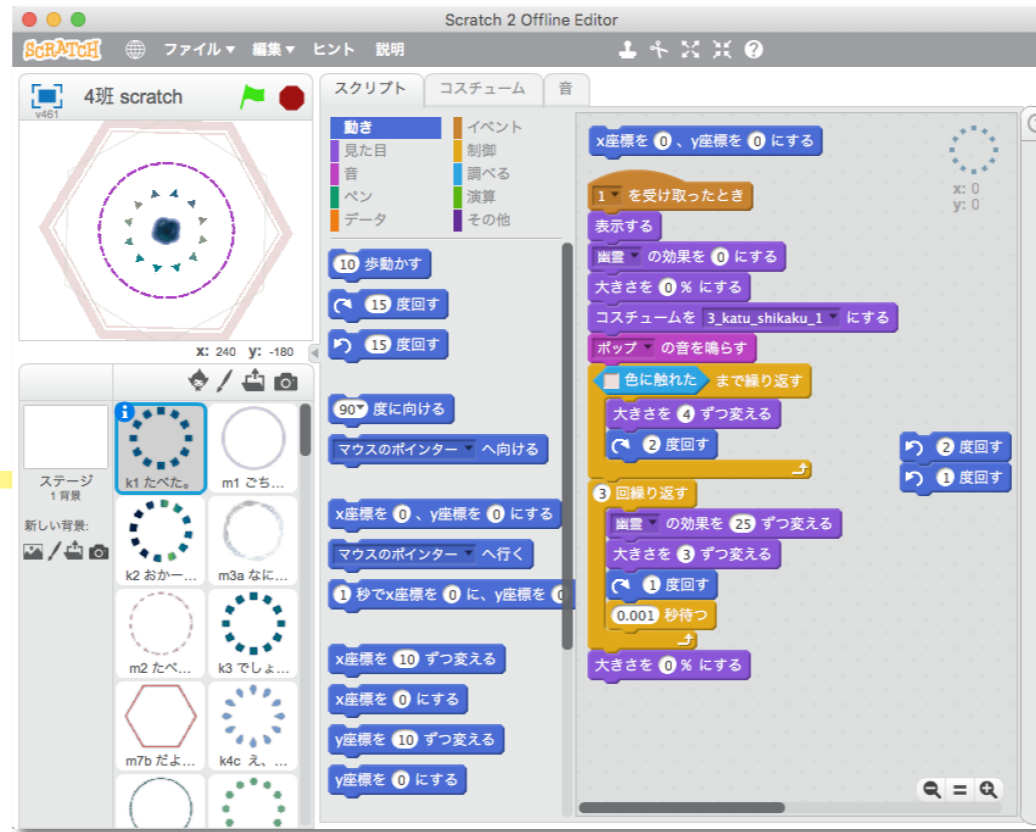 Scratch 2 Offline Editor
SCRATCH ファイル 編集 ヒント 説明
4班 scratch
v461
x: 240 y: -180
ステージ
1 背景
新しい背景:
k1 たべた。
m1 ごち...
k2 おかー...
m3a なに...
m2 たべ...
k3 でしょ...
m7b だよ...
k4c え、...
スクリプト コスチューム 音
動き イベント
見た目 制御
音 調べる
ペン 演算
データ その他
10 歩動かす
15 度回す
15 度回す
90 度に向ける
マウスのポインター へ向ける
x座標を 0 、y座標を 0 にする
マウスのポインター へ行く
1 秒でx座標を 0 に、y座標を 0
x座標を 10 ずつ変える
x座標を 0 にする
y座標を 10 ずつ変える
y座標を 0 にする
x座標を 0 、y座標を 0 にする
1 を受け取ったとき
表示する
幽霊 の効果を 0 にする
大きさを 0 % にする
コスチュームを 3_katu_shikaku_1 にする
ポップ の音を鳴らす
色に触れた まで繰り返す
大きさを 4 ずつ変える
2 度回す
3 回繰り返す
幽霊 の効果を 25 ずつ変える
大きさを 3 ずつ変える
1 度回す
0.001 秒待つ
大きさを 0 % にする
2 度回す
1 度回す
x: 0
y: 0